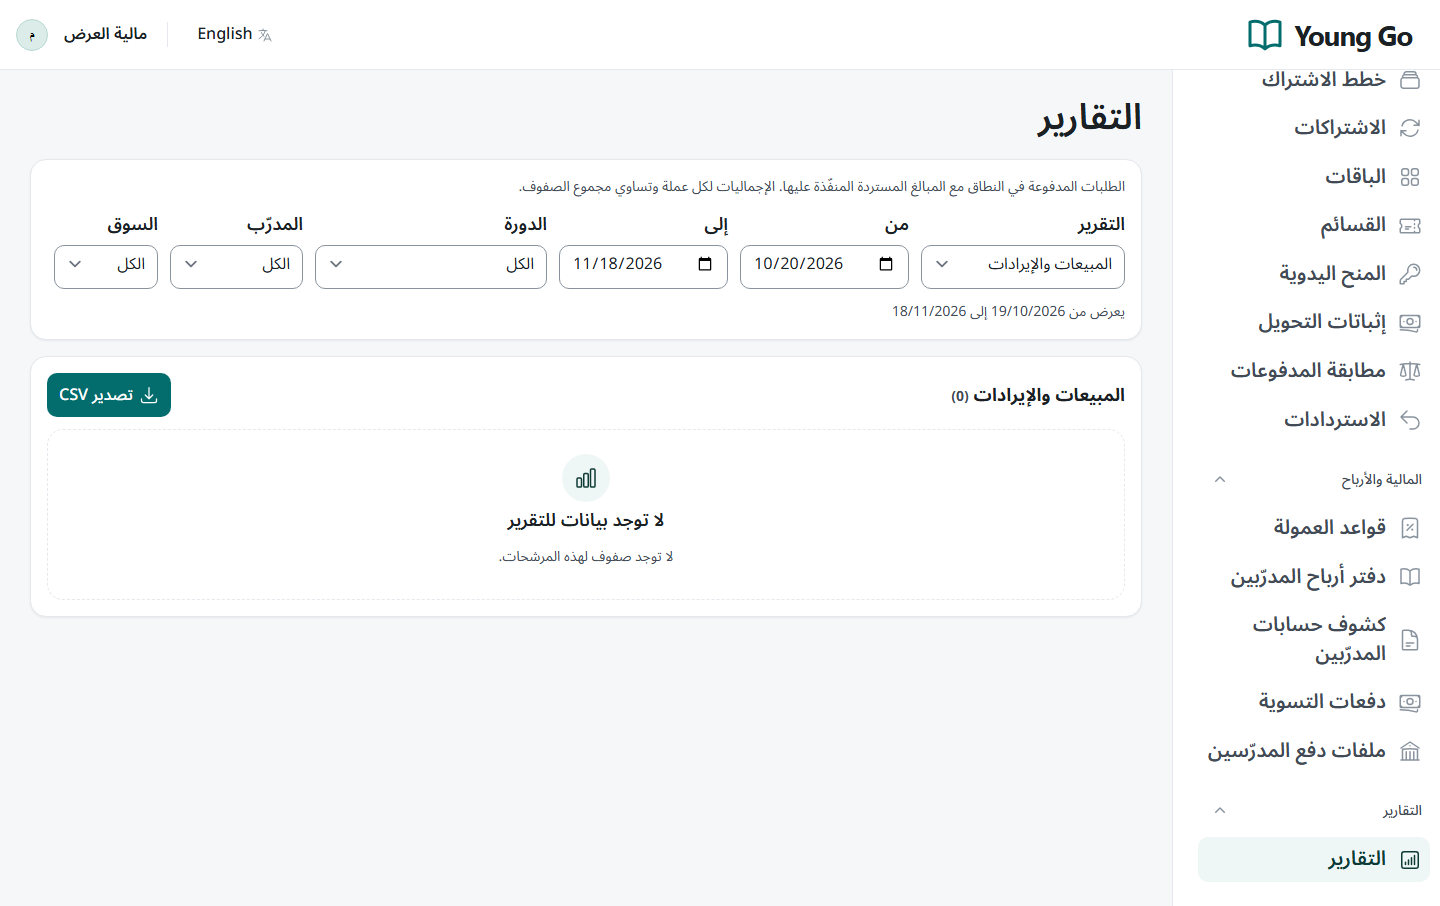 Young Go
English
مالية العرض
م
خطط الاشتراك
الاشتراكات
الباقات
القسائم
المنح اليدوية
إثباتات التحويل
مطابقة المدفوعات
الاستردادات
المالية والأرباح
قواعد العمولة
دفتر أرباح المدرّبين
كشوف حسابات
المدرّبين
دفعات التسوية
ملفات دفع المدرّسين
التقارير
التقارير
التقارير
الطلبات المدفوعة في النطاق مع المبالغ المستردة المنفّذة عليها. الإجماليات لكل عملة وتساوي مجموع الصفوف.
التقرير
المبيعات والإيرادات
من
10/20/2026
إلى
11/18/2026
الدورة
الكل
المدرّب
الكل
السوق
الكل
يعرض من 19/10/2026 إلى 18/11/2026
المبيعات والإيرادات (0)
تصدير CSV
لا توجد بيانات للتقرير
لا توجد صفوف لهذه المرشحات.